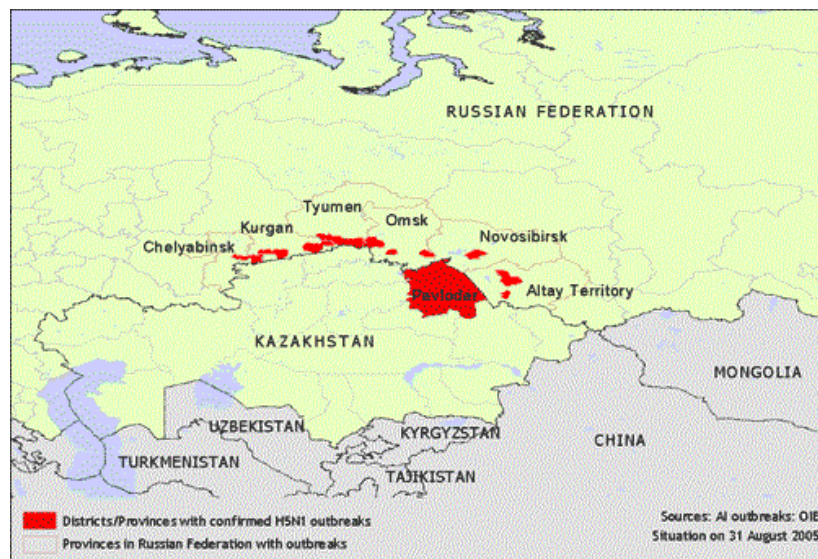 RUSSIAN FEDERATION
Tyumen
Omsk
Kurgan
Novosibirsk
Chelyabinsk
Pavlodar
Altay Territory
KAZAKHSTAN
MONGOLIA
UZBEKISTAN
KYRGYZSTAN
CHINA
TURKMENISTAN
TAJIKISTAN
Districts/Provinces with confirmed H5N1 outbreaks
Sources: AI outbreaks: OIE
Provinces in Russian Federation with outbreaks
Situation on 31 August 2005